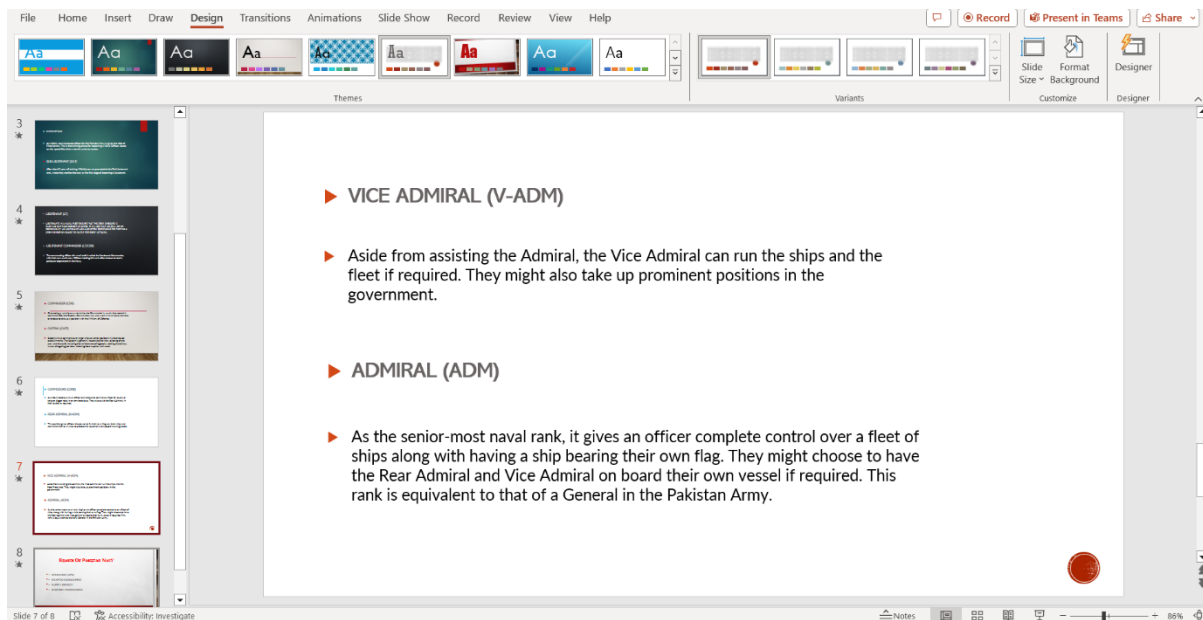 File Home Insert Draw Design Transitions Animations Slide Show Record Review View Help
Record Present in Teams Share
Aa Aa Aa Aa Aa Aa Aa Aa Aa
Slide Size Format Background Designer
Themes Variants Customize Designer
3
4
5
6
7
8
VICE ADMIRAL (V-ADM)
Aside from assisting the Admiral, the Vice Admiral can run the ships and the
fleet if required. They might also take up prominent positions in the
government.
ADMIRAL (ADM)
As the senior-most naval rank, it gives an officer complete control over a fleet of
ships along with having a ship bearing their own flag. They might choose to have
the Rear Admiral and Vice Admiral on board their own vessel if required. This
rank is equivalent to that of a General in the Pakistan Army.
Slide 7 of 8 Accessibility: Investigate Notes 86%